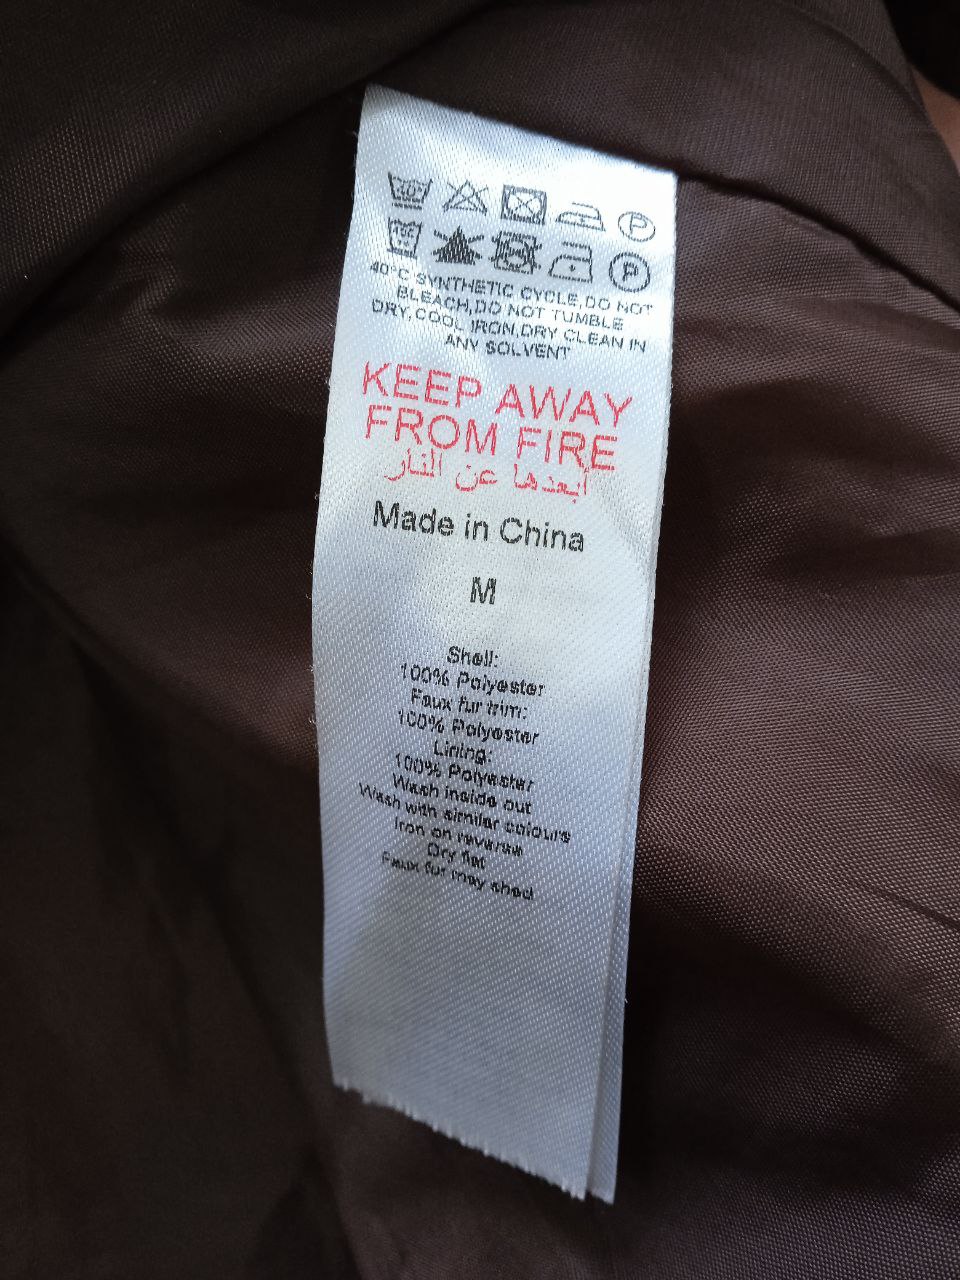 40
P
P
40°C SYNTHETIC CYCLE,DO NOT
BLEACH,DO NOT TUMBLE
DRY,COOL IRON,DRY CLEAN IN
ANY SOLVENT
KEEP AWAY
FROM FIRE
أبعدها عن النار
Made in China
M
Shell:
100% Polyester
Faux fur trim:
100% Polyester
Lining:
100% Polyester
Wash inside out
Wash with similar colours
Iron on reverse
Dry flat
Faux fur may shed